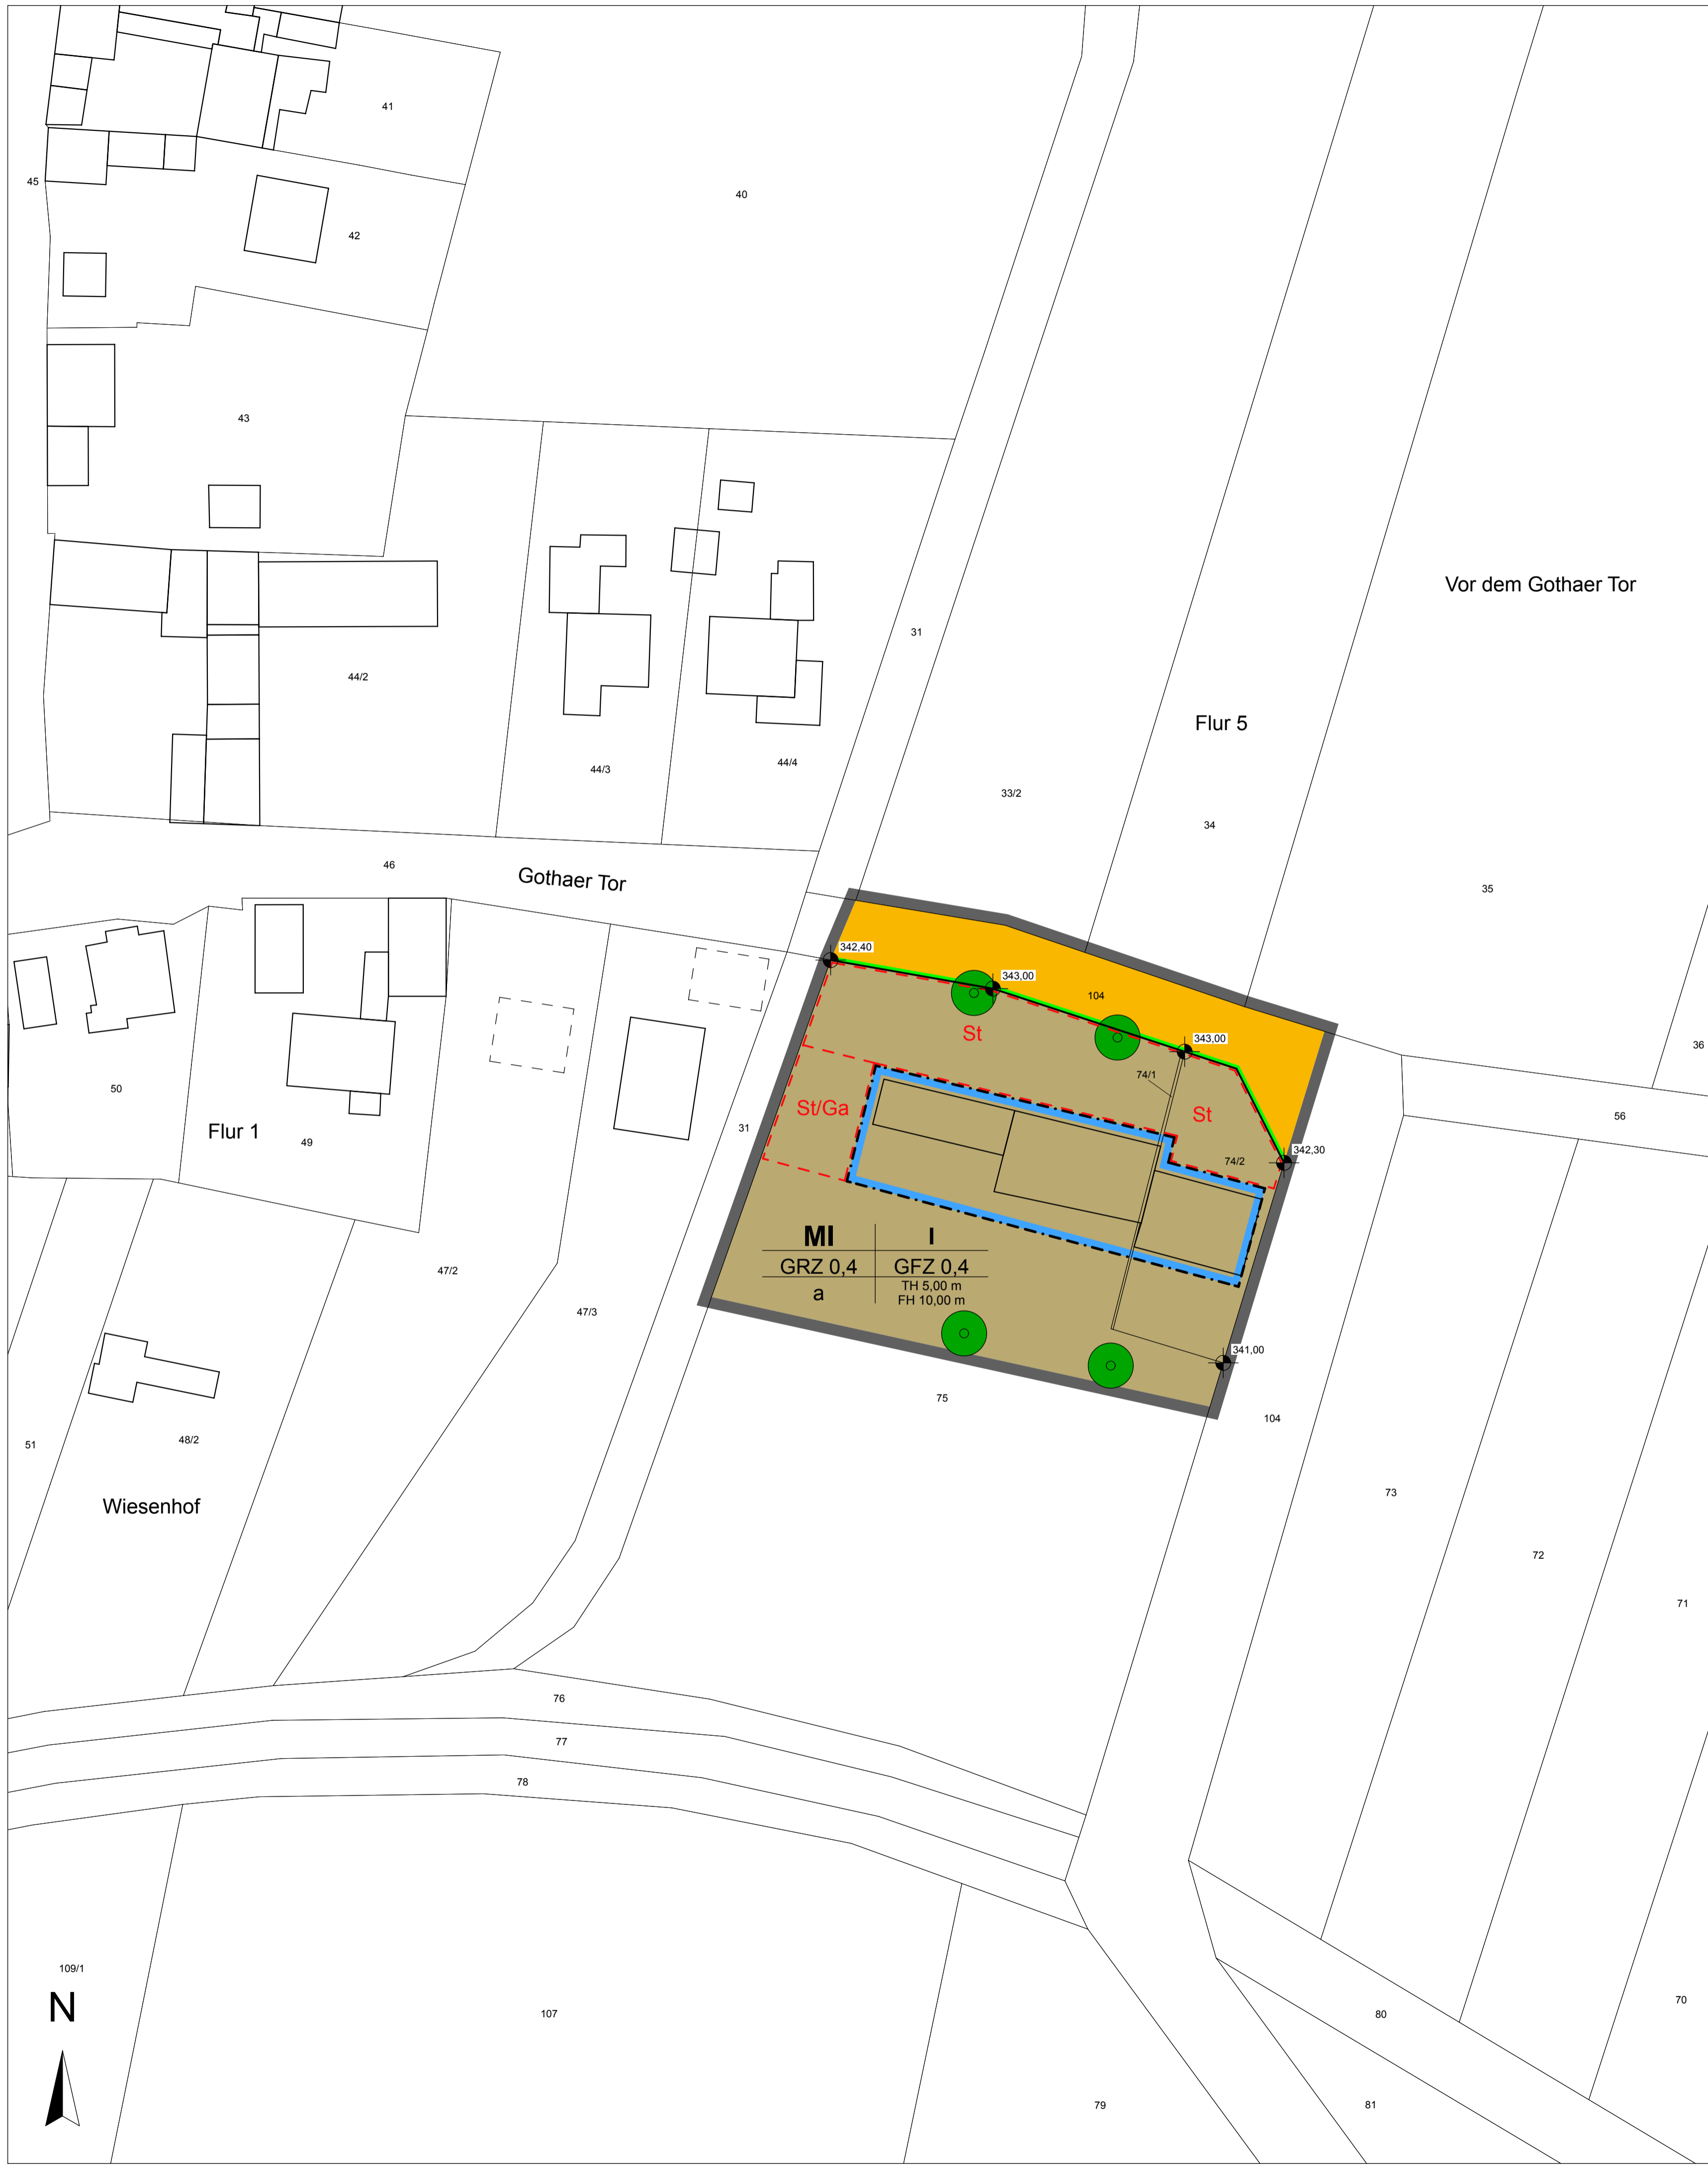 41
45
40
42
43
Vor dem Gothaer Tor
31
44/2
Flur 5
44/3
44/4
33/2
34
46
Gothaer Tor
35
342,40
343,00
104
St
343,00
36
74/1
50
St/Ga
St
56
31
Flur 1
49
74/2
342,30
MI
I
GRZ 0,4
GFZ 0,4
a
TH 5,00 m
FH 10,00 m
47/2
47/3
341,00
75
104
51
48/2
73
Wiesenhof
72
71
76
77
78
109/1
N
107
80
70
79
81